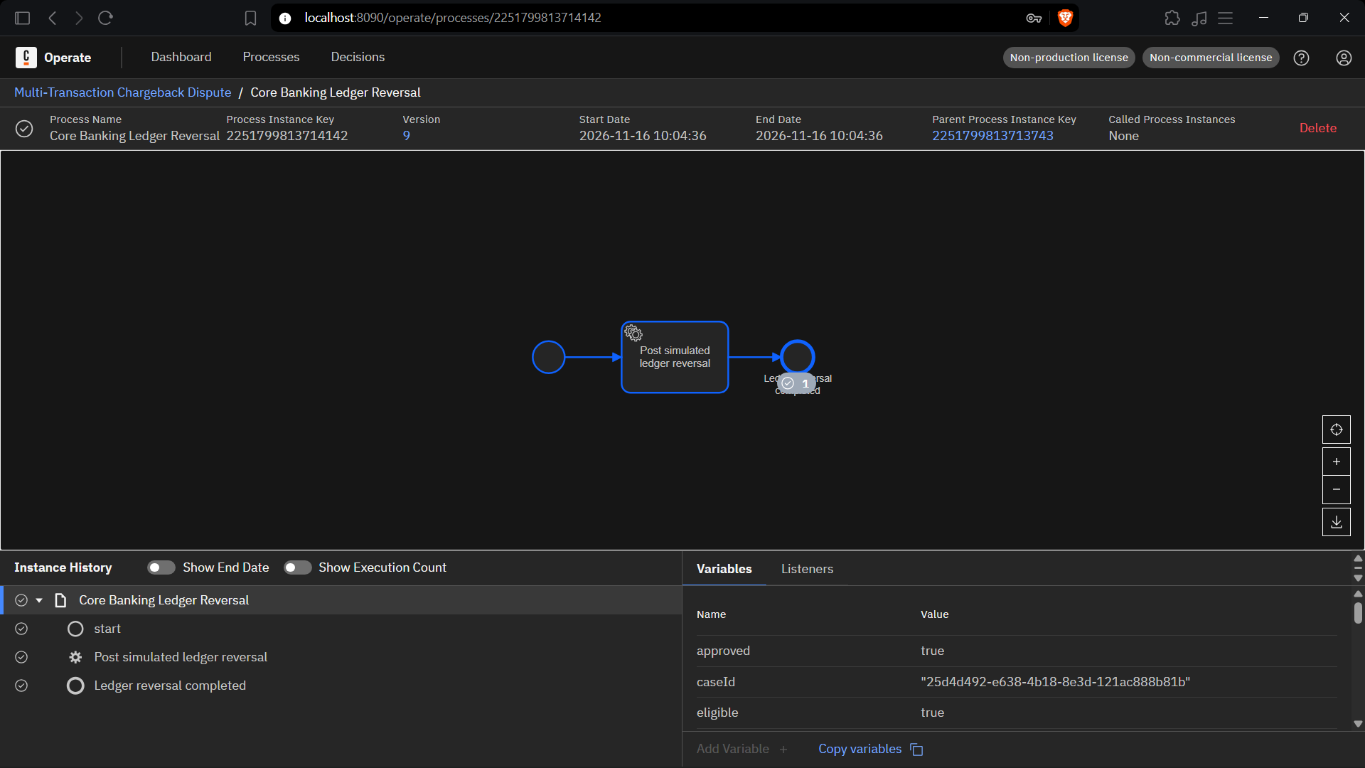 localhost:8090/operate/processes/2251799813714142
C Operate Dashboard Processes Decisions Non-production license Non-commercial license
Multi-Transaction Chargeback Dispute / Core Banking Ledger Reversal
Process Name Process Instance Key Version Start Date End Date Parent Process Instance Key Called Process Instances
Core Banking Ledger Reversal 2251799813714142 9 2026-11-16 10:04:36 2026-11-16 10:04:36 2251799813713743 None
Delete
Post simulated
ledger reversal
1
Instance History Show End Date Show Execution Count
Core Banking Ledger Reversal
start
Post simulated ledger reversal
Ledger reversal completed
Variables Listeners
Name Value
approved true
caseId "25d4d492-e638-4b18-8e3d-121ac888b81b"
eligible true
Add Variable + Copy variables